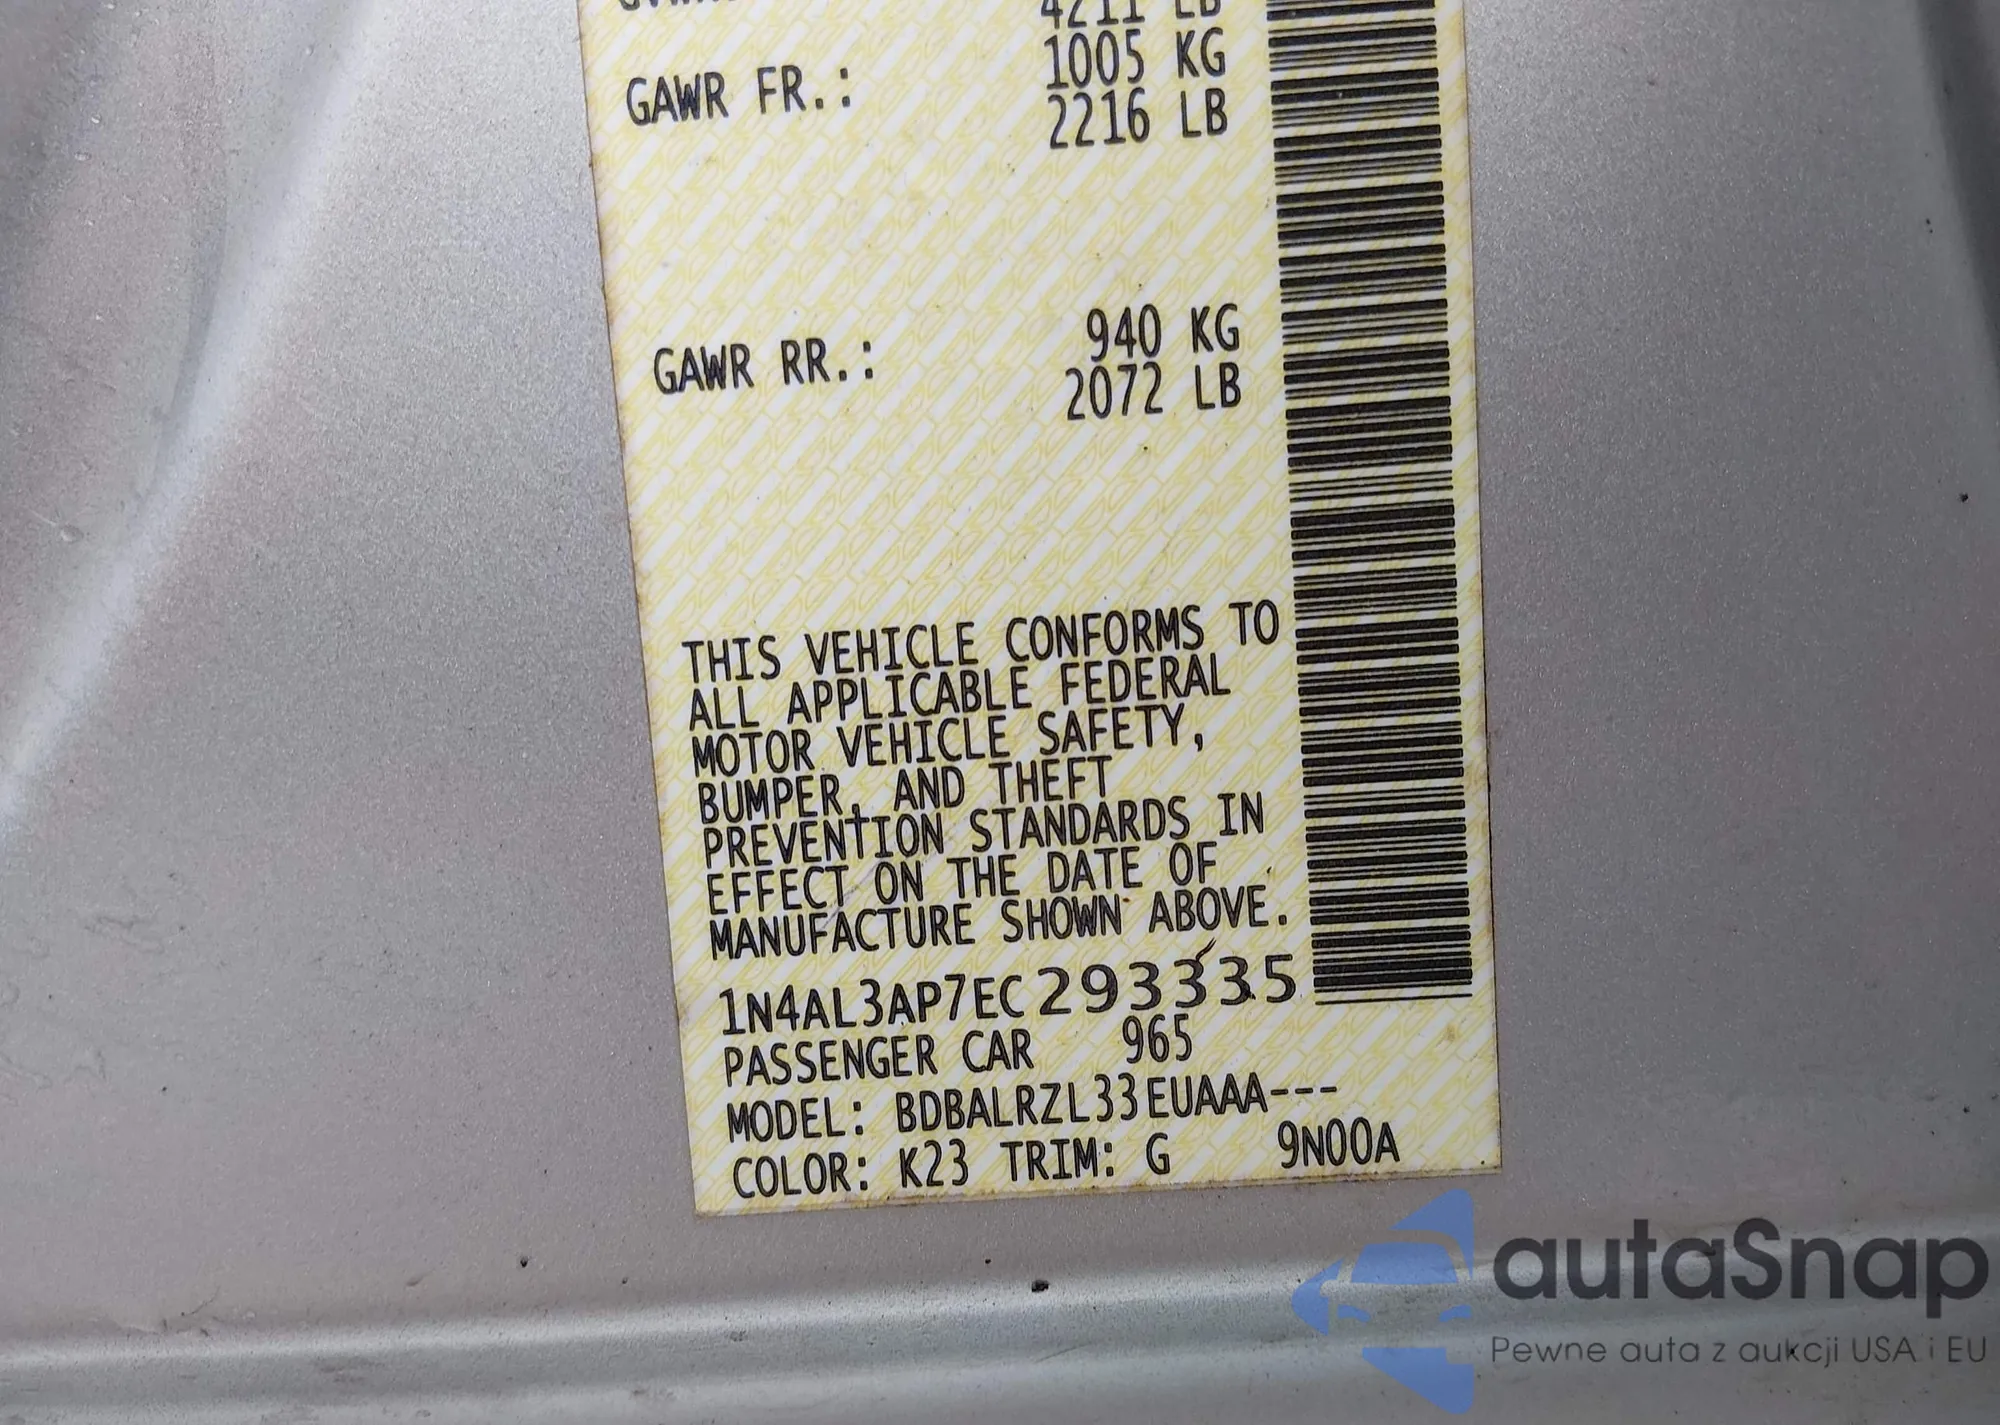 4211 LB
GAWR FR.: 1005 KG
2216 LB
GAWR RR.: 940 KG
2072 LB
THIS VEHICLE CONFORMS TO
ALL APPLICABLE FEDERAL
MOTOR VEHICLE SAFETY,
BUMPER, AND THEFT
PREVENTION STANDARDS IN
EFFECT ON THE DATE OF
MANUFACTURE SHOWN ABOVE.
1N4AL3AP7EC293335
PASSENGER CAR 965
MODEL: BDBALRZL33EUAAA---
COLOR: K23 TRIM: G 9N00A
autaSnap
Pewne auta z aukcji USA i EU